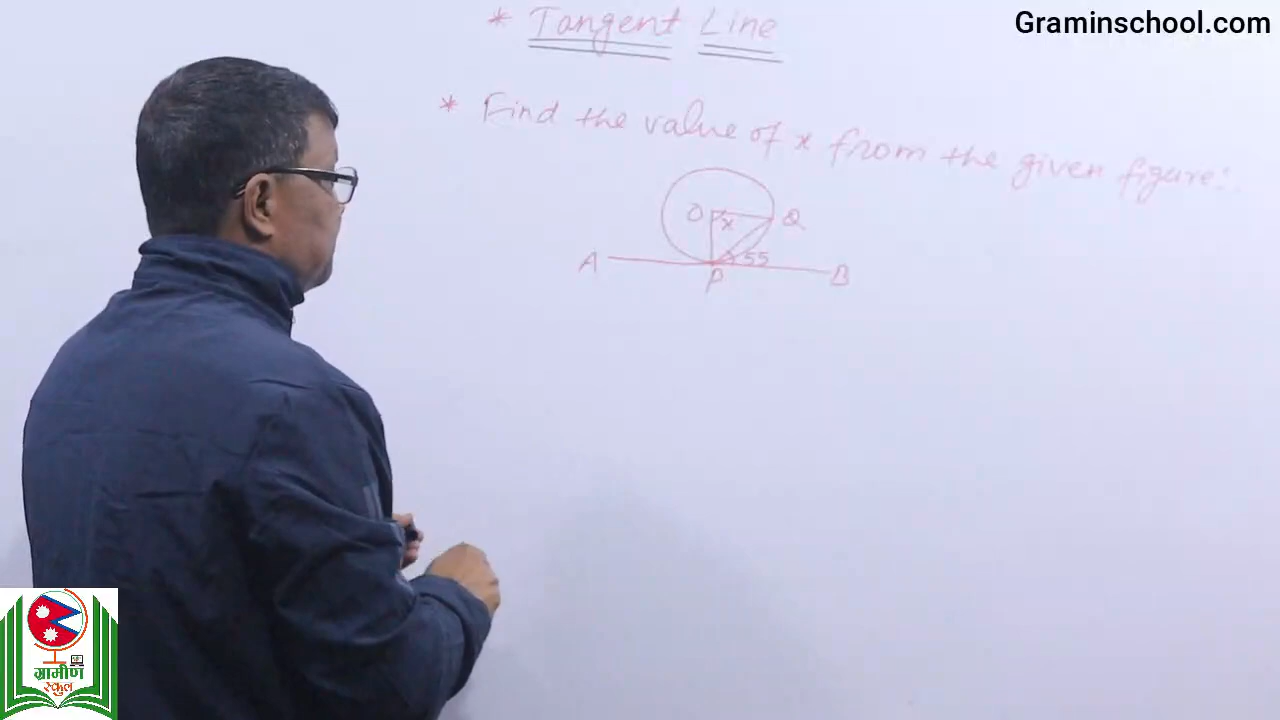 Graminschool.com
* Tangent Line
* Find the value of x from the given figure:
O x Q
A 55
P B
ग्रामीण
स्कुल